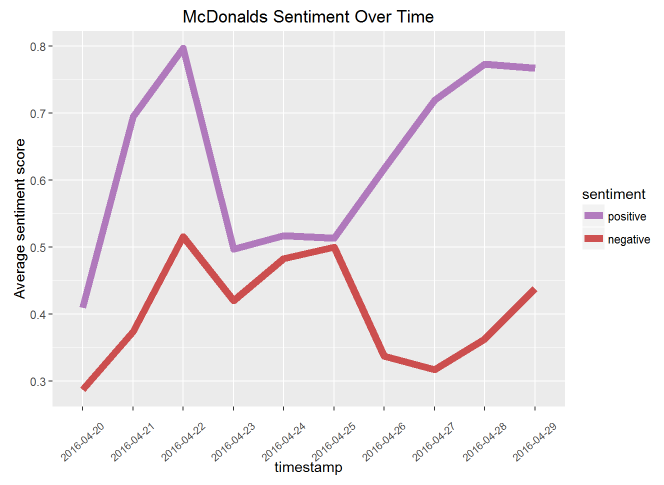 McDonalds Sentiment Over Time
Average sentiment score
0.8
0.7
0.6
0.5
0.4
0.3
2016-04-20
2016-04-21
2016-04-22
2016-04-23
2016-04-24
2016-04-25
2016-04-26
2016-04-27
2016-04-28
2016-04-29
timestamp
sentiment
positive
negative